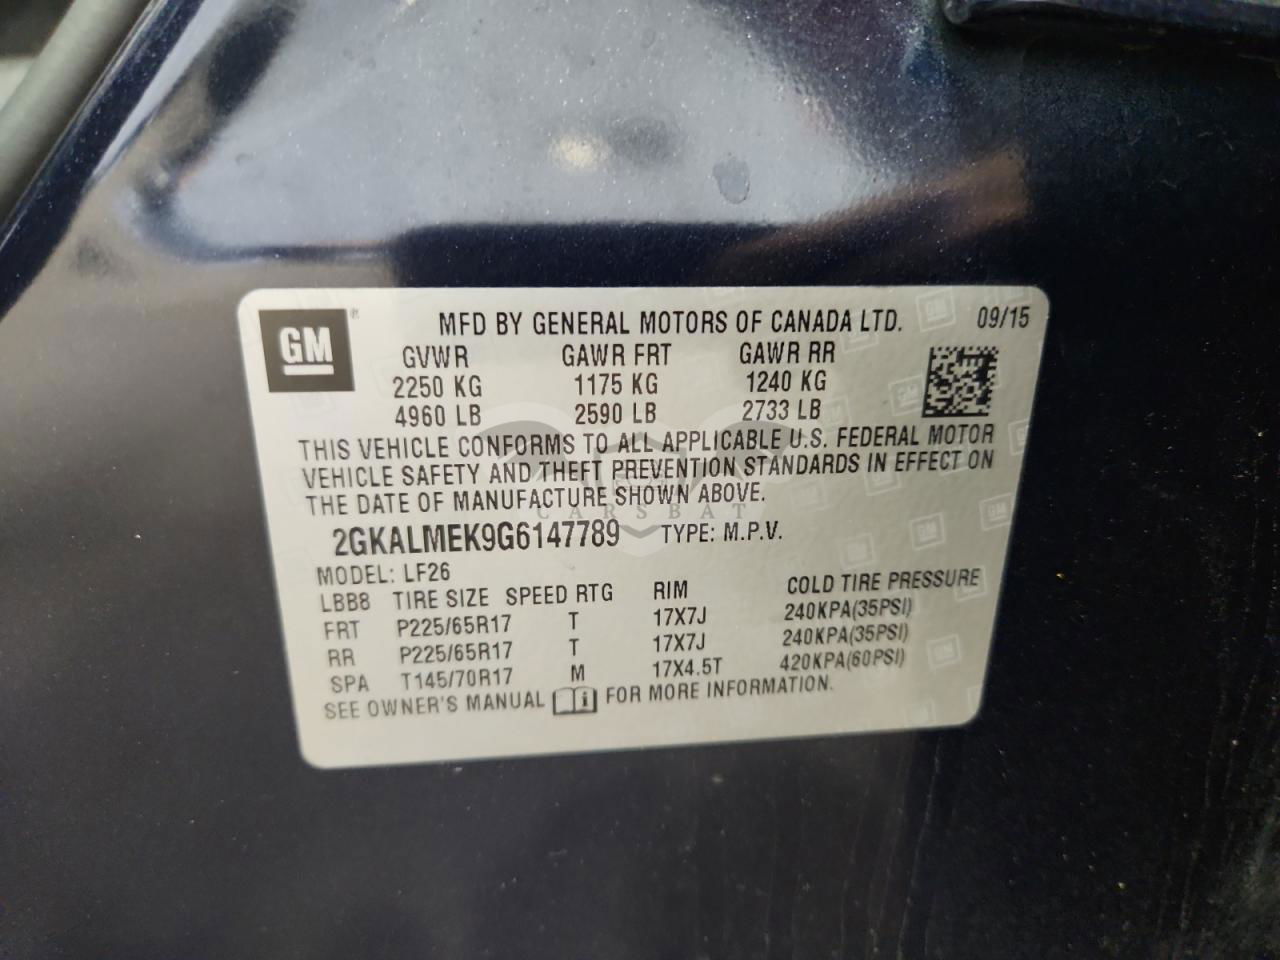 GM ®
MFD BY GENERAL MOTORS OF CANADA LTD. 09/15
GVWR GAWR FRT GAWR RR
2250 KG 1175 KG 1240 KG
4960 LB 2590 LB 2733 LB
THIS VEHICLE CONFORMS TO ALL APPLICABLE U.S. FEDERAL MOTOR
VEHICLE SAFETY AND THEFT PREVENTION STANDARDS IN EFFECT ON
THE DATE OF MANUFACTURE SHOWN ABOVE.
CARSBAT
2GKALMEK9G6147789 TYPE: M.P.V.
MODEL: LF26
LBB8 TIRE SIZE SPEED RTG RIM COLD TIRE PRESSURE
FRT P225/65R17 T 17X7J 240KPA(35PSI)
RR P225/65R17 T 17X7J 240KPA(35PSI)
SPA T145/70R17 M 17X4.5T 420KPA(60PSI)
SEE OWNER'S MANUAL i FOR MORE INFORMATION.